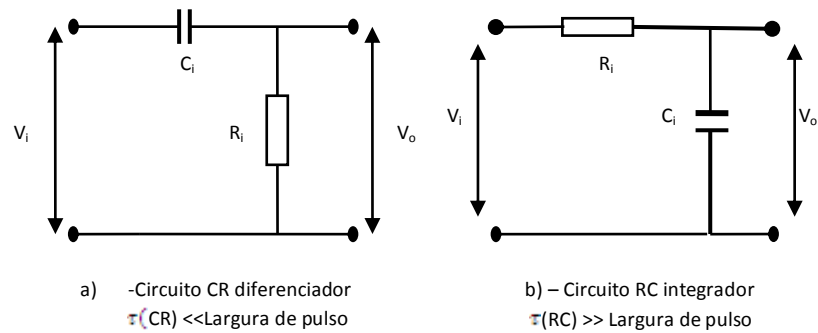 C₁
Vᵢ
Rᵢ
Vₒ
Rᵢ
Vᵢ
Cᵢ
Vₒ
a) -Circuito CR diferenciador
τ(CR) <<Largura de pulso
b) – Circuito RC integrador
τ(RC) >> Largura de pulso